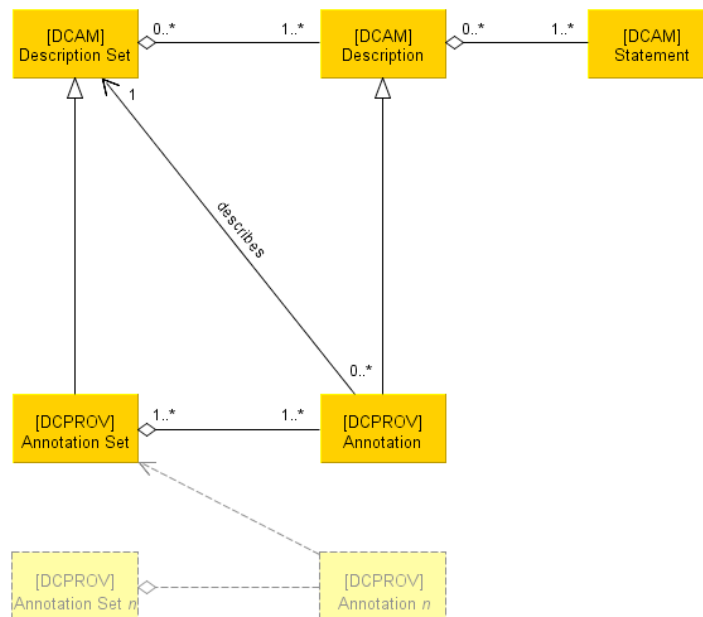 [DCAM]
Description Set
0..*
1..*
[DCAM]
Description
0..*
1..*
[DCAM]
Statement
1
describes
0..*
[DCPROV]
Annotation Set
1..*
1..*
[DCPROV]
Annotation
[DCPROV]
Annotation Set n
[DCPROV]
Annotation n